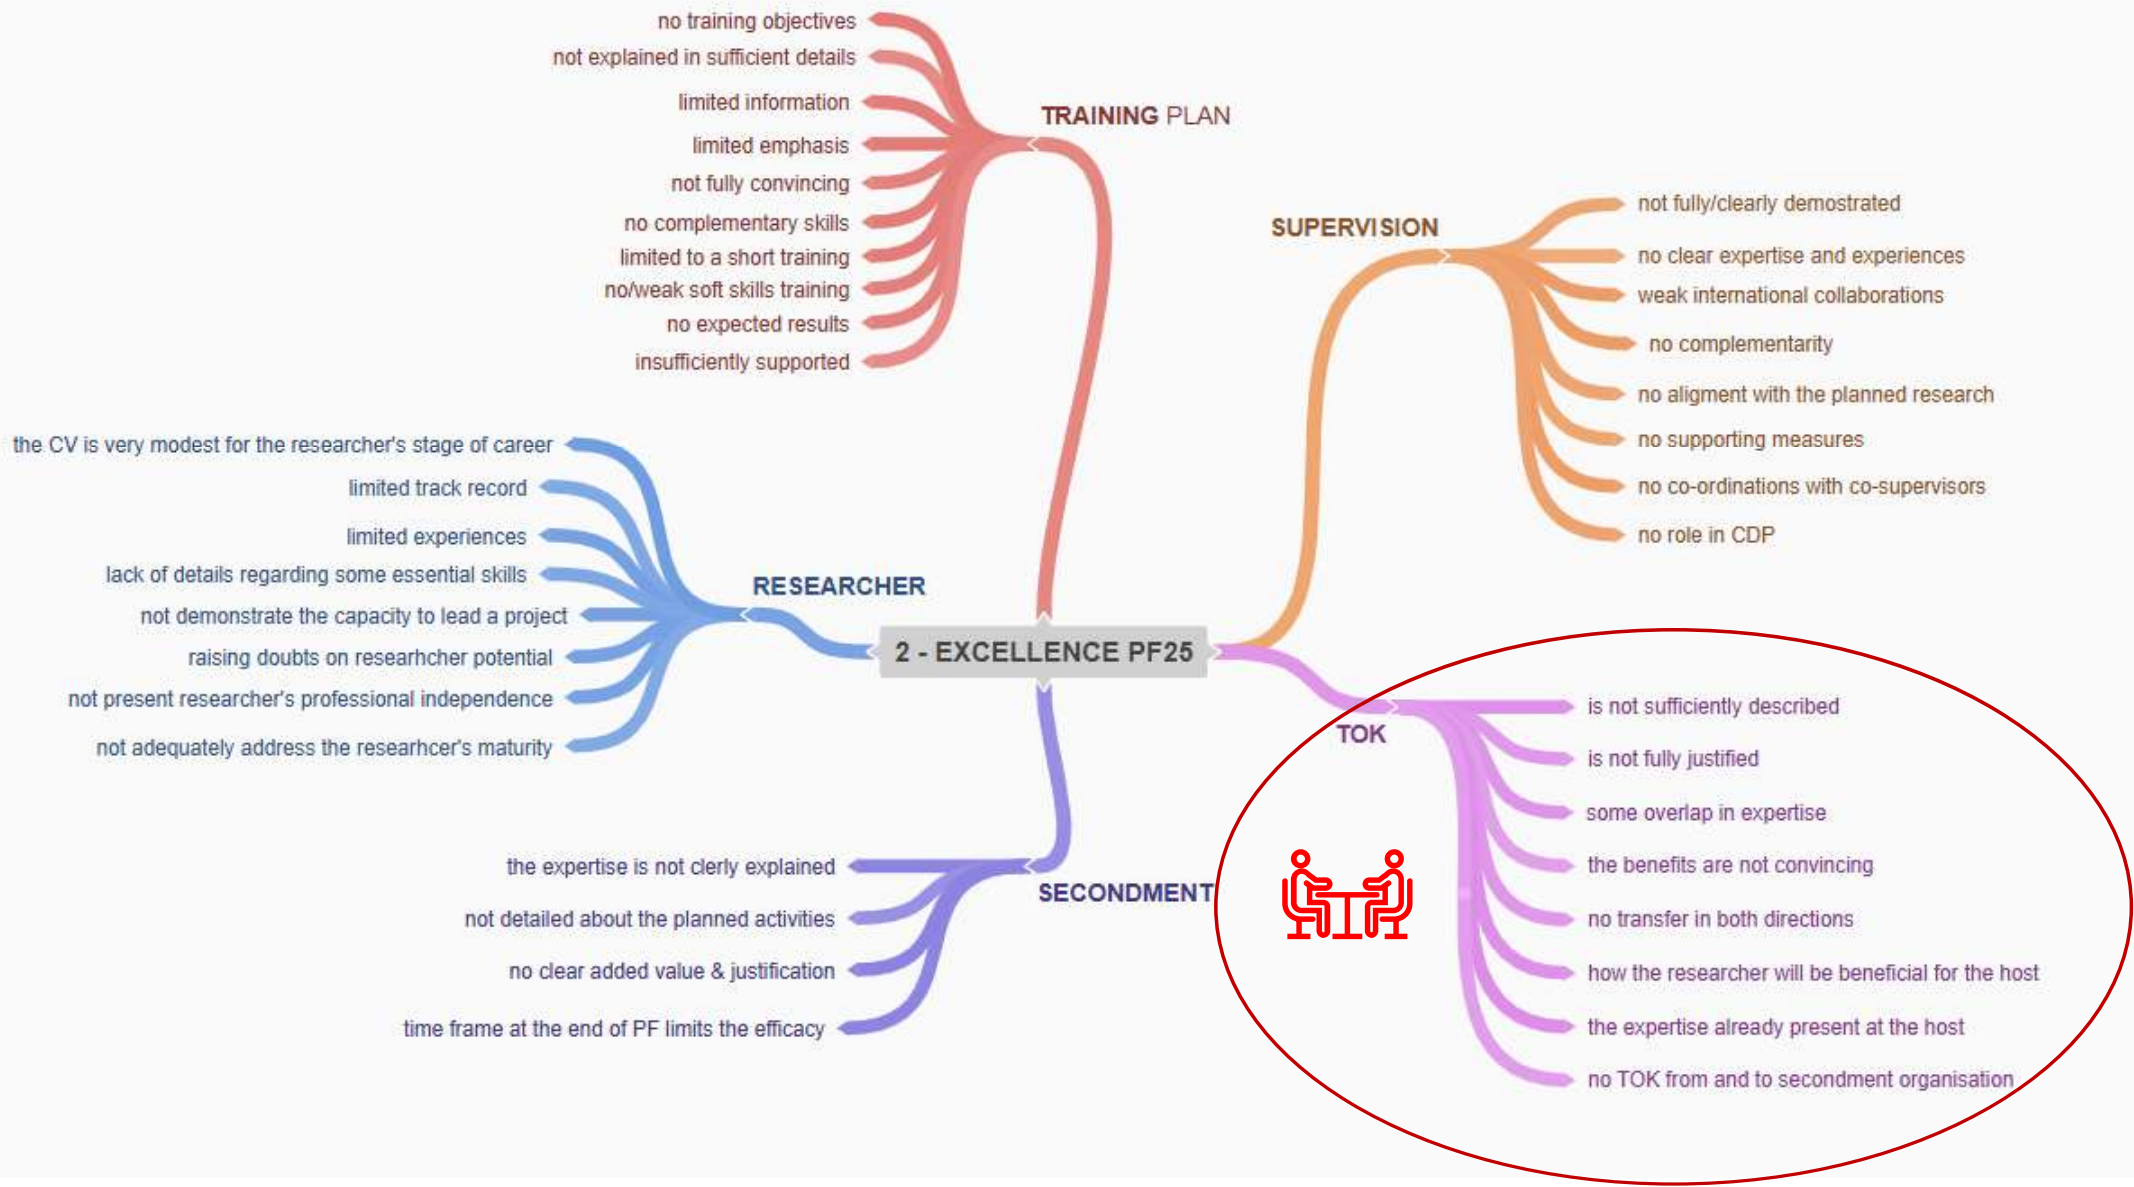 no training objectives
not explained in sufficient details
limited information
limited emphasis
not fully convincing
no complementary skills
limited to a short training
no/weak soft skills training
no expected results
insufficiently supported
TRAINING PLAN
SUPERVISION
not fully/clearly demostrated
no clear expertise and experiences
weak international collaborations
no complementarity
no aligment with the planned research
no supporting measures
no co-ordinations with co-supervisors
no role in CDP
the CV is very modest for the researcher's stage of career
limited track record
limited experiences
lack of details regarding some essential skills
not demonstrate the capacity to lead a project
raising doubts on researhcher potential
not present researcher's professional independence
not adequately address the researhcer's maturity
RESEARCHER
2 - EXCELLENCE PF25
TOK
is not sufficiently described
is not fully justified
some overlap in expertise
the benefits are not convincing
no transfer in both directions
how the researcher will be beneficial for the host
the expertise already present at the host
no TOK from and to secondment organisation
the expertise is not clerly explained
not detailed about the planned activities
no clear added value & justification
time frame at the end of PF limits the efficacy
SECONDMENT